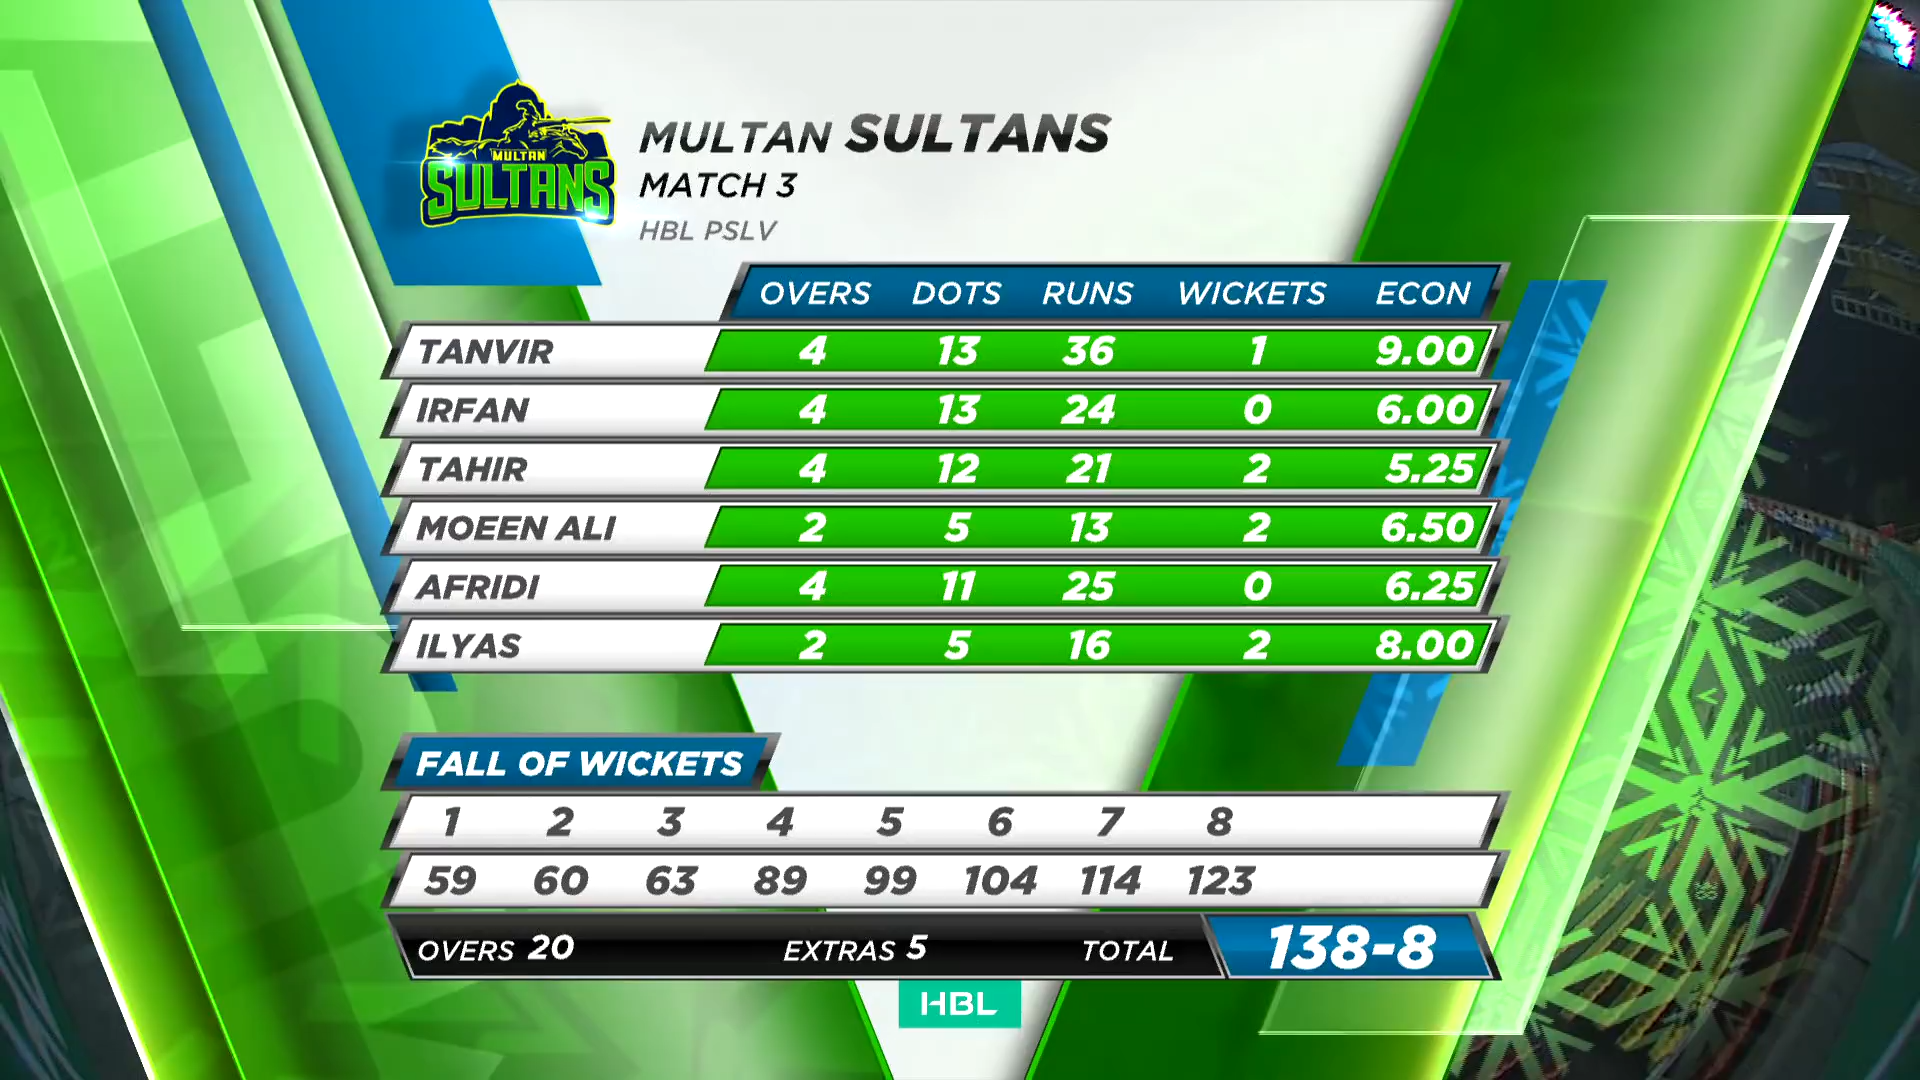 MULTAN
SULTANS
MULTAN SULTANS
MATCH 3
HBL PSLV
OVERS DOTS RUNS WICKETS ECON
TANVIR 4 13 36 1 9.00
IRFAN 4 13 24 0 6.00
TAHIR 4 12 21 2 5.25
MOEEN ALI 2 5 13 2 6.50
AFRIDI 4 11 25 0 6.25
ILYAS 2 5 16 2 8.00
FALL OF WICKETS
1 2 3 4 5 6 7 8
59 60 63 89 99 104 114 123
OVERS 20 EXTRAS 5 TOTAL 138-8
HBL